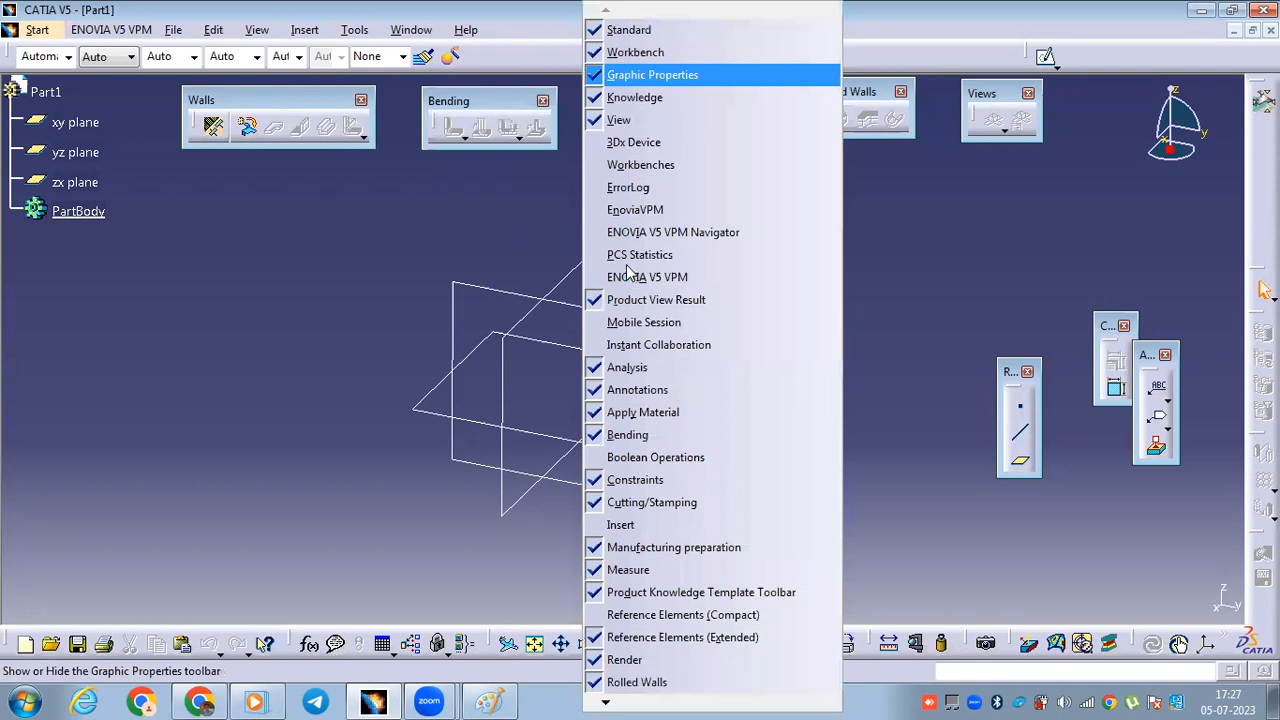 CATIA V5 - [Part1]
Start ENOVIA V5 VPM File Edit View Insert Tools Window Help
Automa Auto Auto Auto Aut Aut None
Part1
xy plane
yz plane
zx plane
PartBody
Walls
Bending
d Walls
Views
Standard
Workbench
Graphic Properties
Knowledge
View
3Dx Device
Workbenches
ErrorLog
EnoviaVPM
ENOVIA V5 VPM Navigator
PCS Statistics
ENOVIA V5 VPM
Product View Result
Mobile Session
Instant Collaboration
Analysis
Annotations
Apply Material
Bending
Boolean Operations
Constraints
Cutting/Stamping
Insert
Manufacturing preparation
Measure
Product Knowledge Template Toolbar
Reference Elements (Compact)
Reference Elements (Extended)
Render
Rolled Walls
z
y
x
C...
A...
R...
ABC
z
x y
f(x)
CATIA
Show or Hide the Graphic Properties toolbar
zoom
17:27
05-07-2023